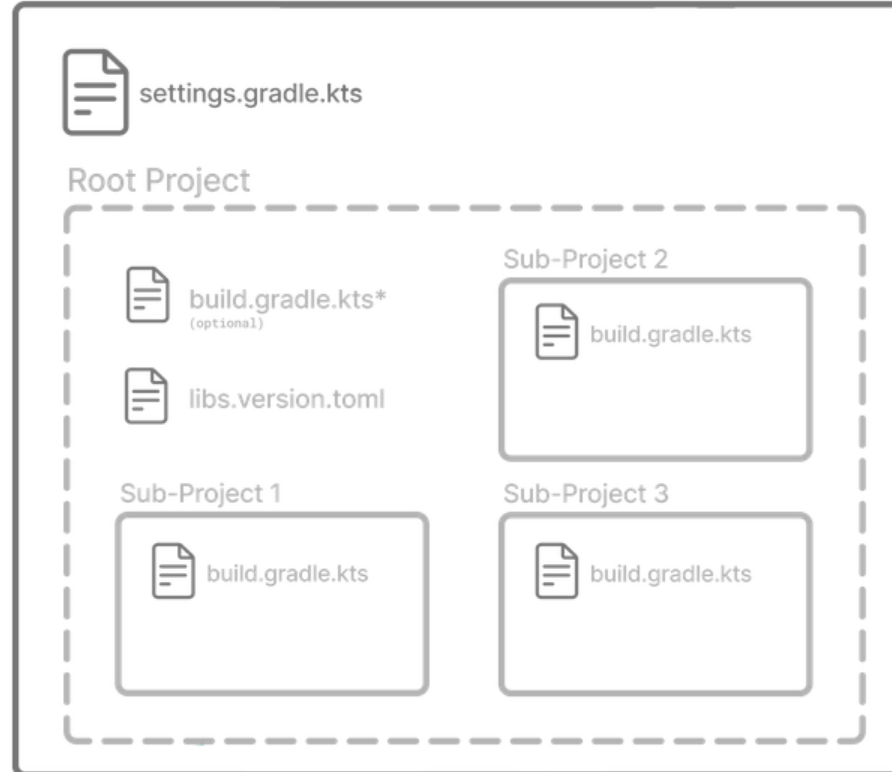 settings.gradle.kts
Root Project
build.gradle.kts*
(optional)
libs.version.toml
Sub-Project 2
build.gradle.kts
Sub-Project 1
build.gradle.kts
Sub-Project 3
build.gradle.kts